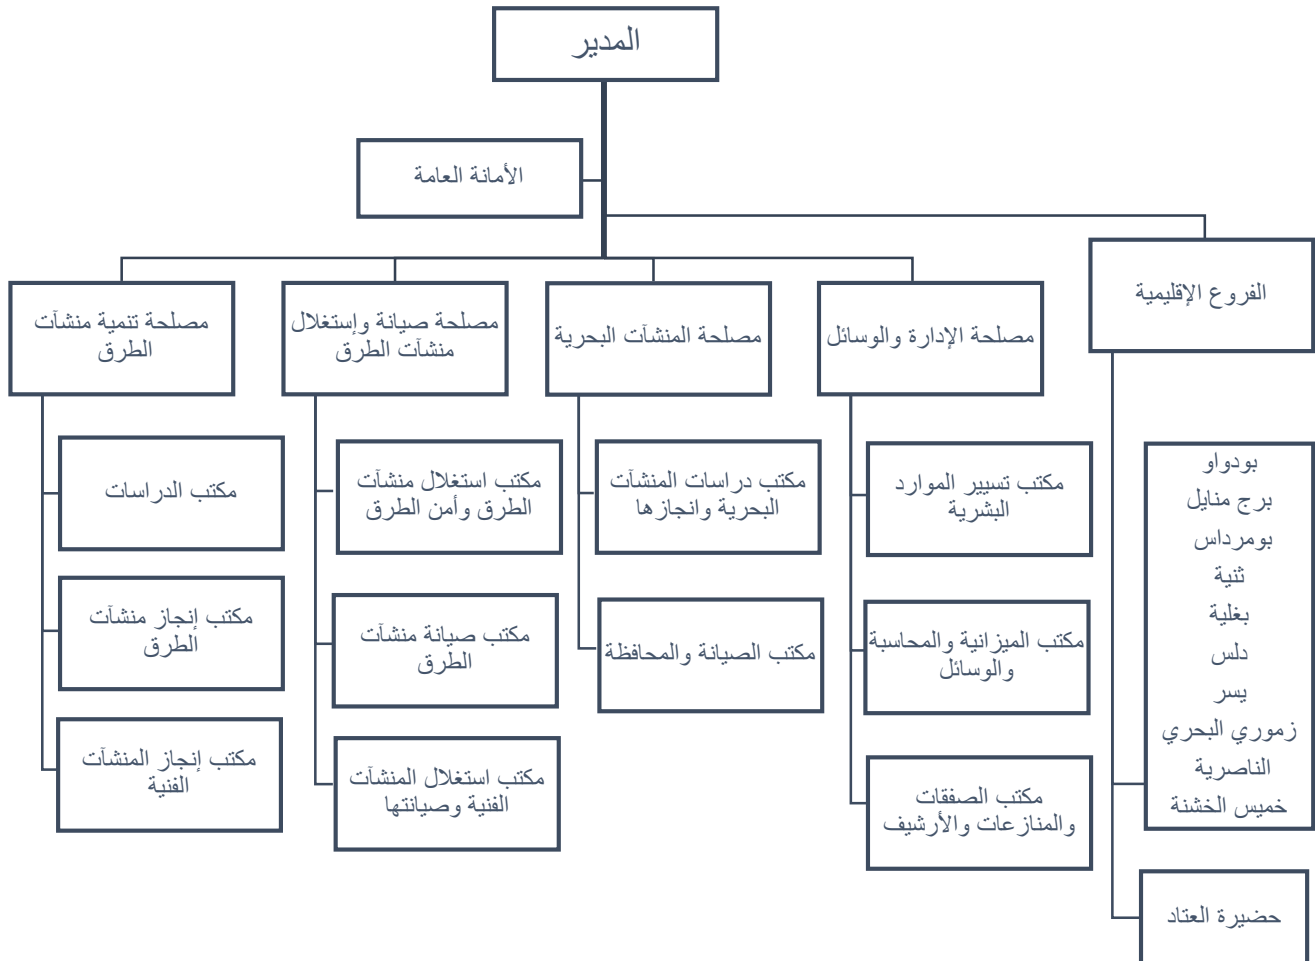 المدير
الأمانة العامة
الفروع الإقليمية
مصلحة الإدارة والوسائل
مصلحة المنشآت البحرية
مصلحة صيانة وإستغلال
منشآت الطرق
مصلحة تنمية منشآت
الطرق
بودواو
برج منايل
بومرداس
ثنية
بغلية
دلس
يسر
زموري البحري
الناصرية
خميس الخشنة
حضيرة العتاد
مكتب تسيير الموارد
البشرية
مكتب الميزانية والمحاسبة
والوسائل
مكتب الصفقات
والمنازعات والأرشيف
مكتب دراسات المنشآت
البحرية وانجازها
مكتب الصيانة والمحافظة
مكتب استغلال منشآت
الطرق وأمن الطرق
مكتب صيانة منشآت
الطرق
مكتب استغلال المنشآت
الفنية وصيانتها
مكتب الدراسات
مكتب إنجاز منشآت
الطرق
مكتب إنجاز المنشآت
الفنية